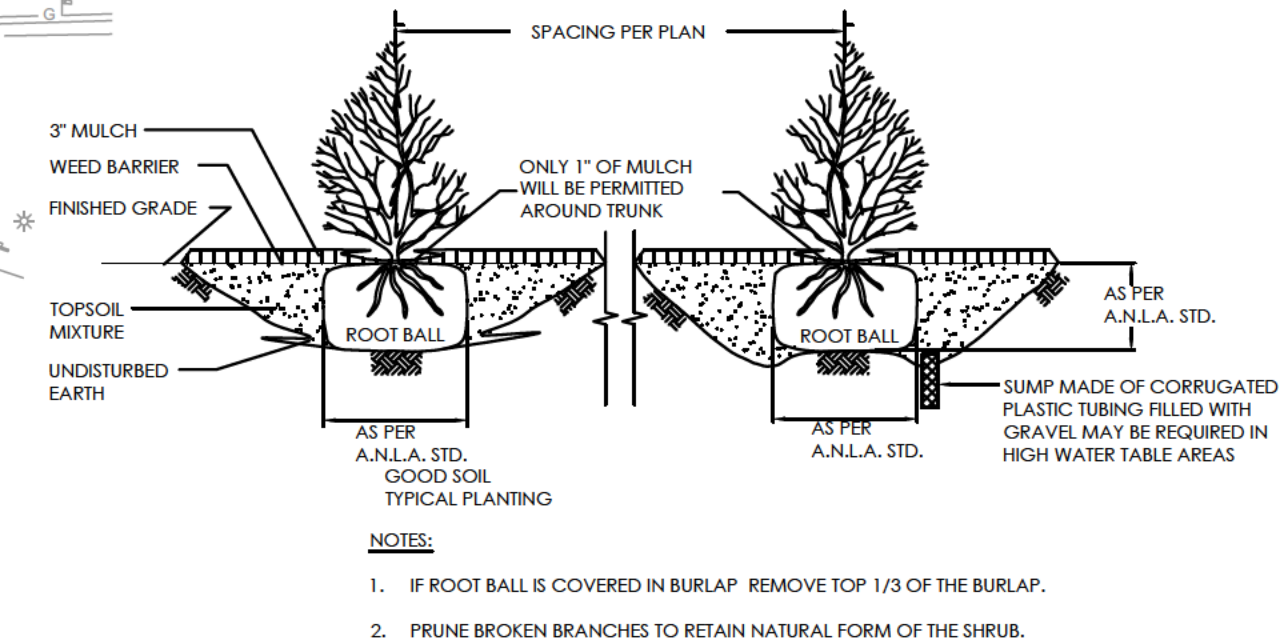 G
SPACING PER PLAN
3" MULCH
WEED BARRIER
FINISHED GRADE
ONLY 1" OF MULCH
WILL BE PERMITTED
AROUND TRUNK
TOPSOIL
MIXTURE
UNDISTURBED
EARTH
ROOT BALL
ROOT BALL
AS PER
A.N.L.A. STD.
AS PER
A.N.L.A. STD.
GOOD SOIL
TYPICAL PLANTING
AS PER
A.N.L.A. STD.
SUMP MADE OF CORRUGATED
PLASTIC TUBING FILLED WITH
GRAVEL MAY BE REQUIRED IN
HIGH WATER TABLE AREAS
NOTES:
1. IF ROOT BALL IS COVERED IN BURLAP REMOVE TOP 1/3 OF THE BURLAP.
2. PRUNE BROKEN BRANCHES TO RETAIN NATURAL FORM OF THE SHRUB.